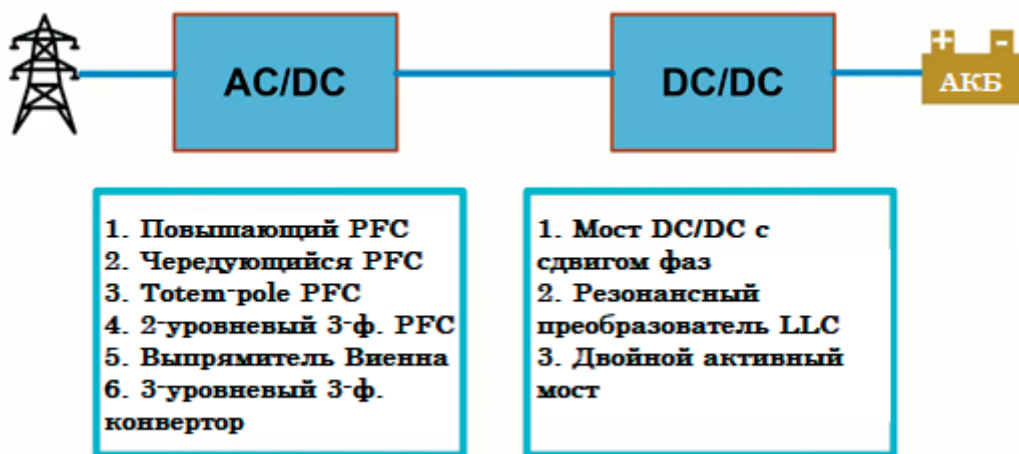 AC/DC
DC/DC
+ -
АКБ
1. Повышающий PFC
2. Чередующийся PFC
3. Totem-pole PFC
4. 2-уровневый 3-ф. PFC
5. Выпрямитель Виенна
6. 3-уровневый 3-ф.
конвертор
1. Мост DC/DC с
сдвигом фаз
2. Резонансный
преобразователь LLC
3. Двойной активный
мост